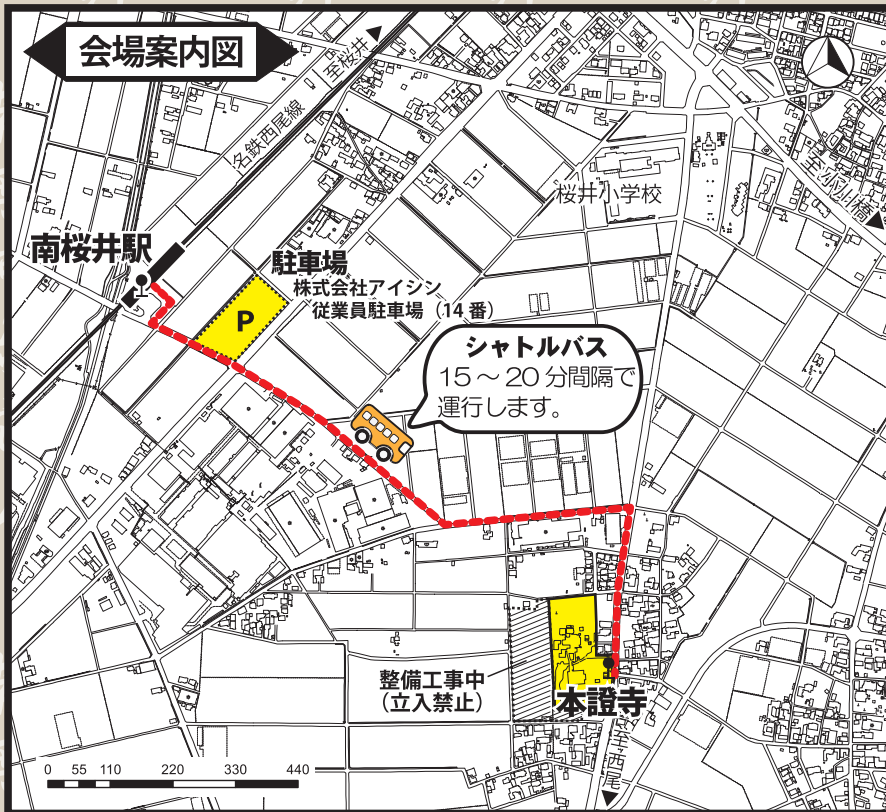 会場案内図
至桜井
名鉄西尾線
桜井小学校
至小川橋
南桜井駅
駐車場
株式会社アイシン
従業員駐車場（14番）
P
シャトルバス
15～20分間隔で
運行します。
整備工事中
（立入禁止）
本證寺
至西尾
0 55 110 220 330 440